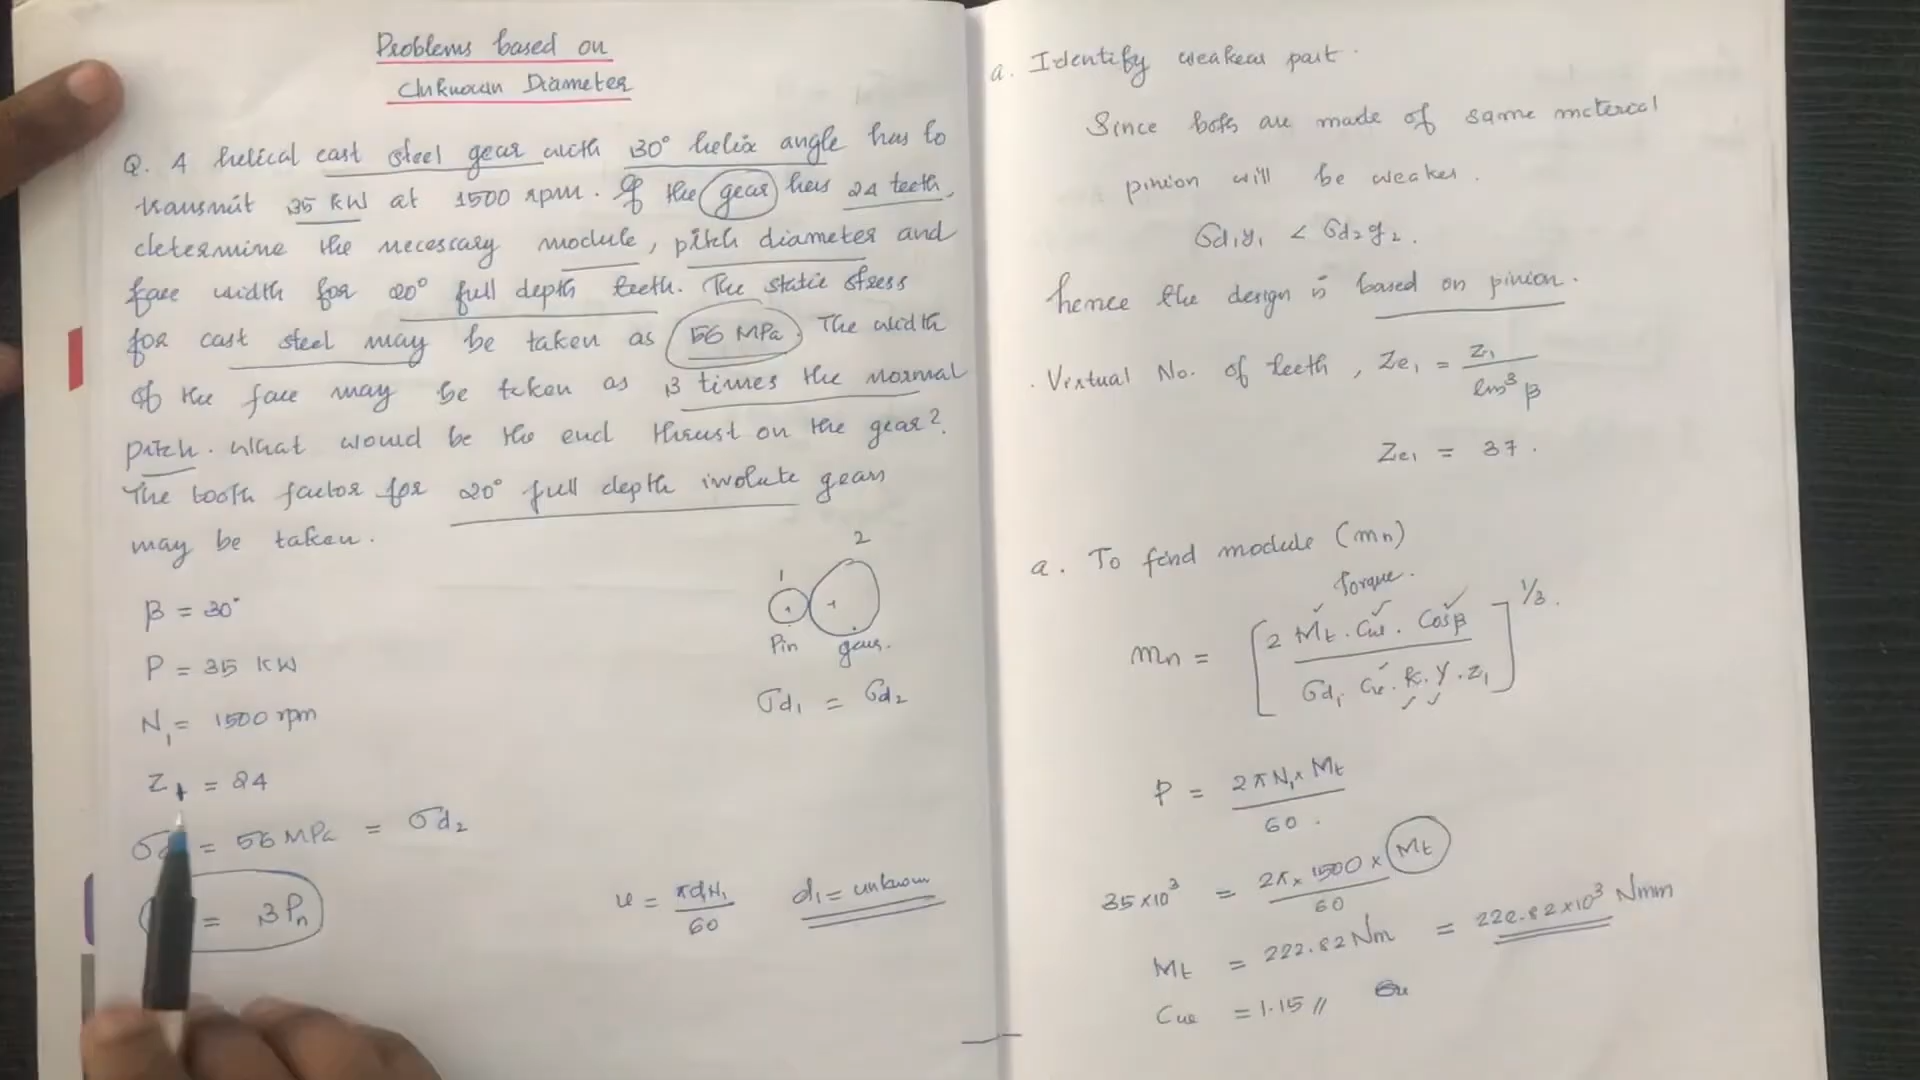 Problems based on
Unknown Diameter
Q. A helical cast steel gear with 30° helix angle has to
transmit 35 KW at 1500 rpm. If the gear has 24 teeth,
determine the necessary module, pitch diameter and
face width for 20° full depth teeth. The static stress
for cast steel may be taken as 56 MPa. The width
of the face may be taken as 3 times the normal
pitch. What would be the end thrust on the gear?.
The tooth factor for 20° full depth involute gears
may be taken.
1 2
Pin gear.
β = 30°
P = 35 KW
N₁ = 1500 rpm
Z₁ = 24
σd₁ = σd₂
= 56 MPa = σd₂
= 3Pn
v = πd₁N₁ / 60
d₁ = unknown
a. Identify weaker part.
Since both are made of same matereal
pinion will be weaker.
σd₁y₁ < σd₂y₂.
hence the design is based on pinion.
Virtual No. of teeth, Ze₁ = Z₁ / cos³β
Ze₁ = 37.
a. To find module (mn)
Torque.
mn = [2 Mt. Cw. Cosβ / σd₁. Cv. K. Y. Z₁]^1/3.
P = 2πN₁ × Mt / 60.
35×10³ = 2π × 1500 × Mt / 60
Mt = 222.82 Nm = 222.82×10³ Nmm
Cw = 1.15 //